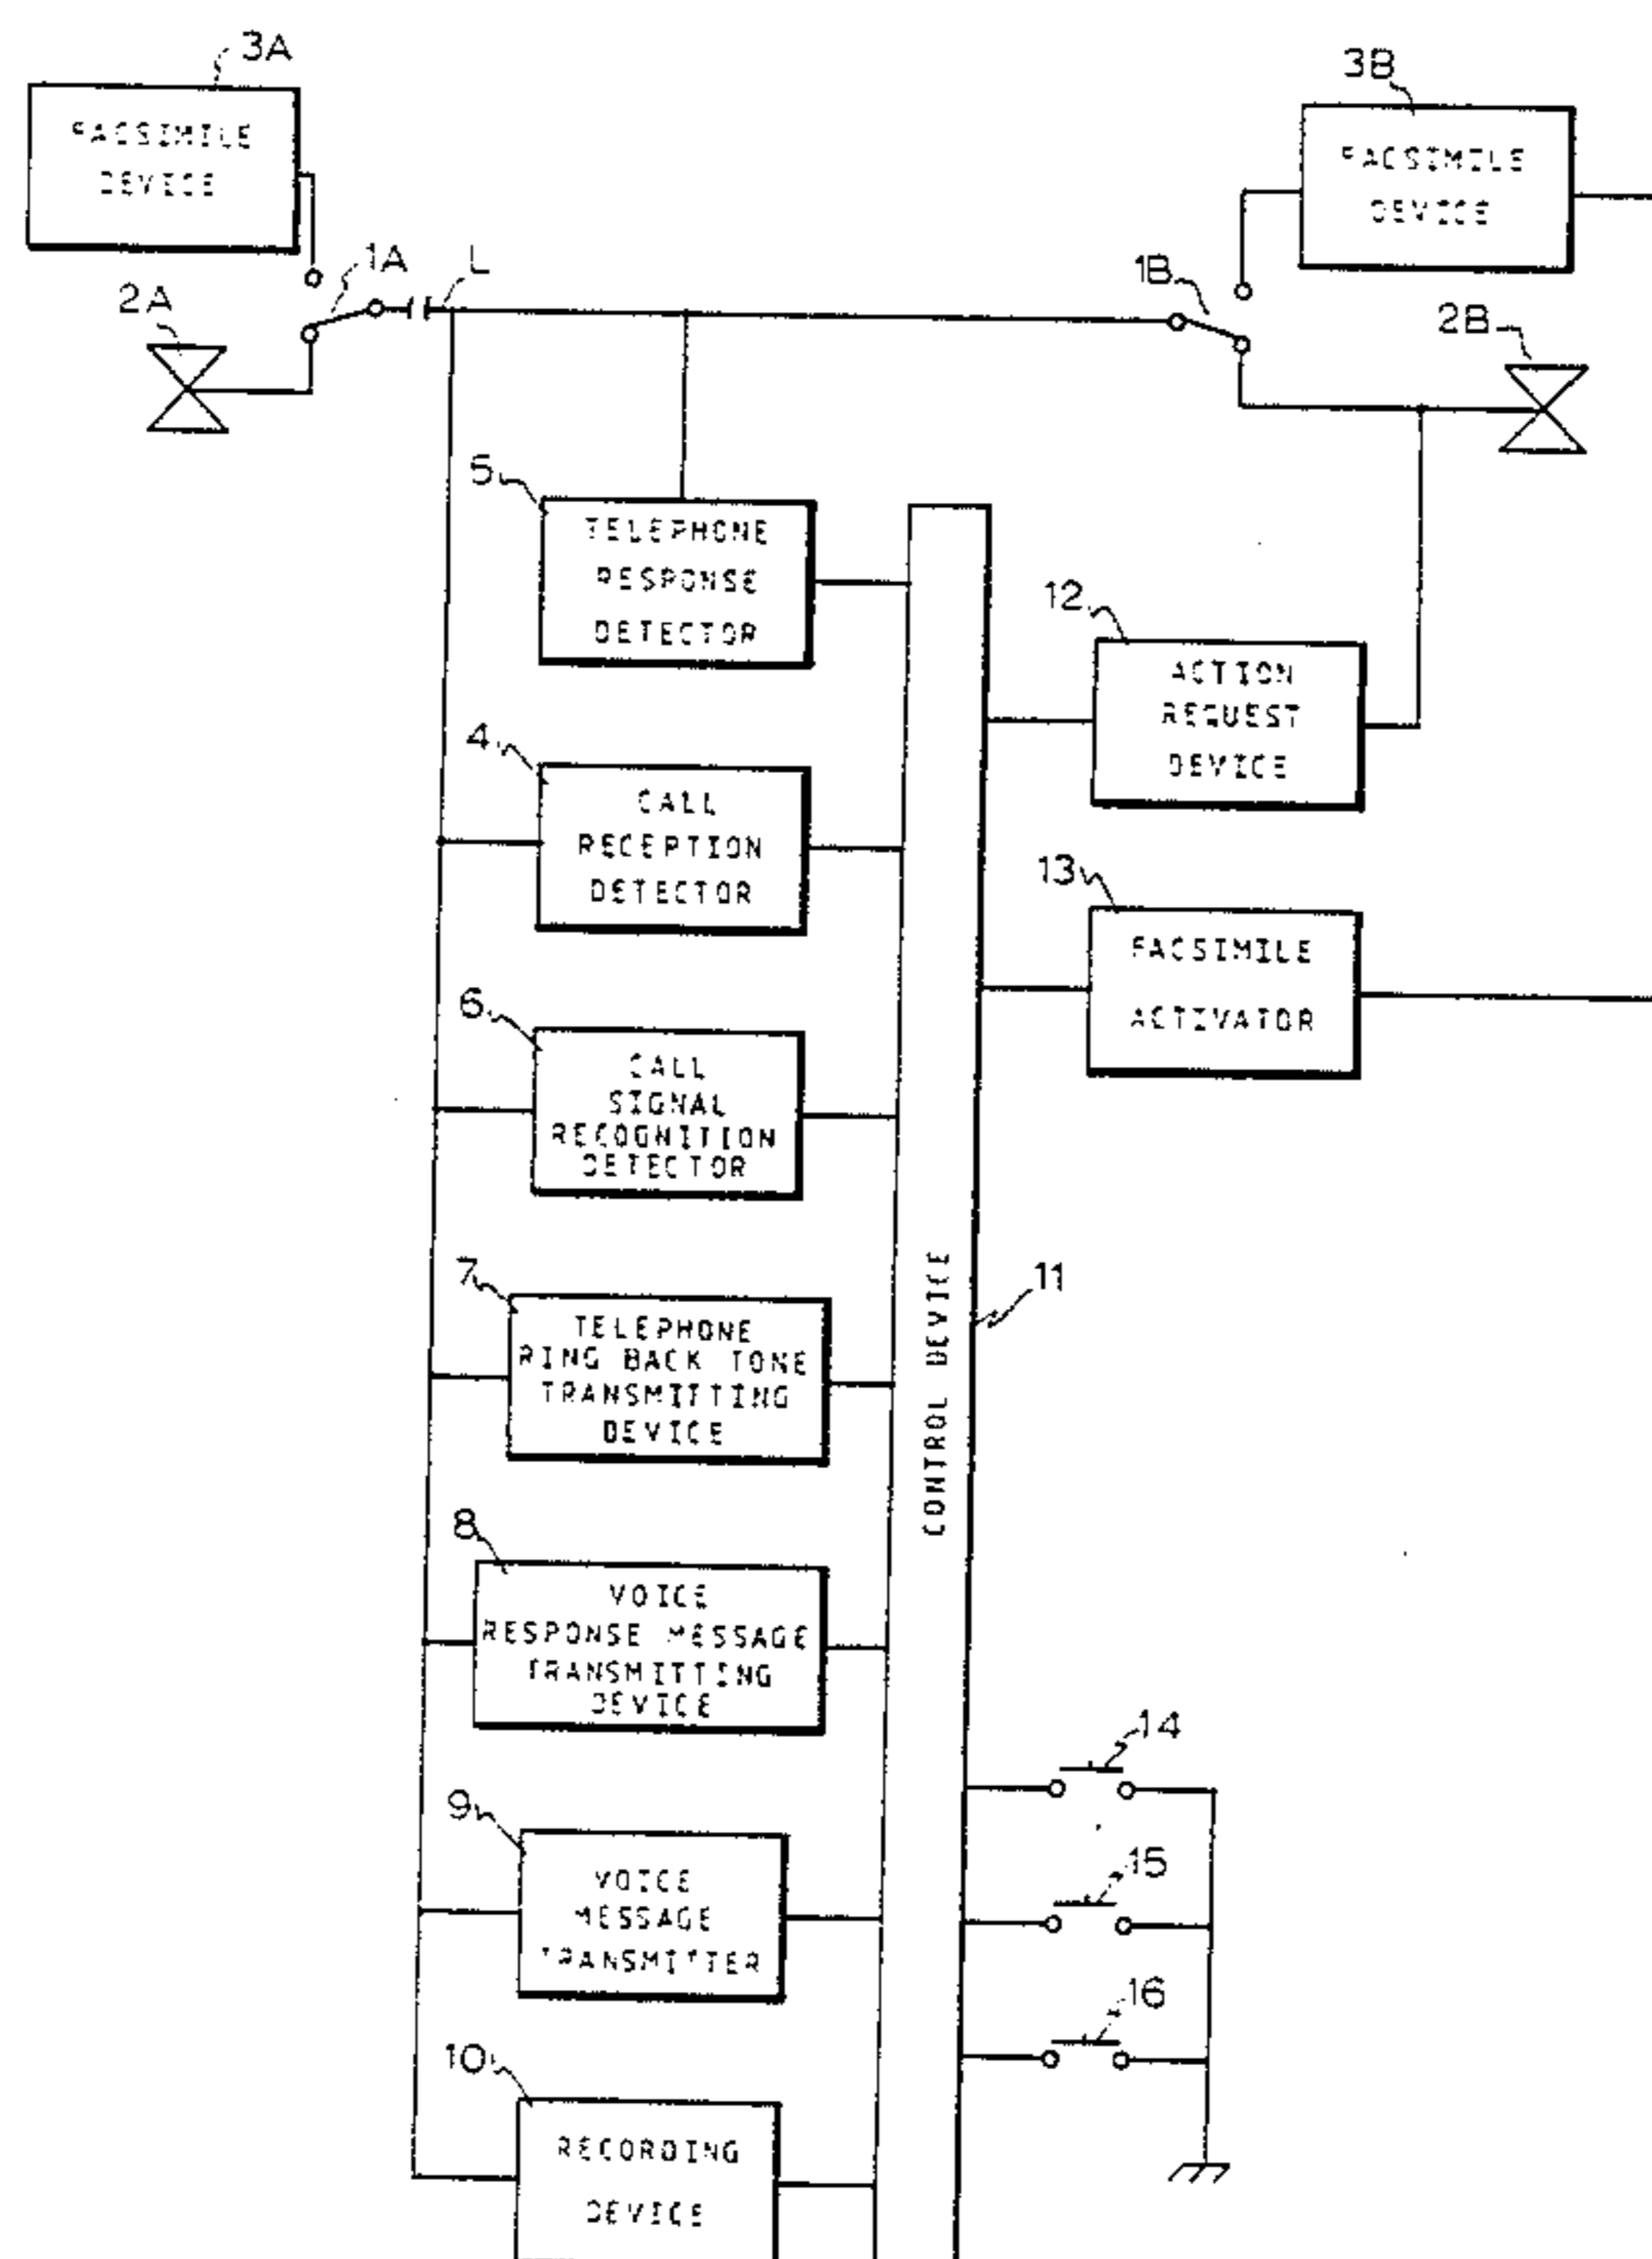 3A
FACSIMILE
DEVICE
3B
FACSIMILE
DEVICE
1A
L
2A
1B
2B
5
TELEPHONE
RESPONSE
DETECTOR
12
ACTION
REQUEST
DEVICE
4
CALL
RECEPTION
DETECTOR
13
FACSIMILE
ACTIVATOR
6
CALL
SIGNAL
RECOGNITION
DETECTOR
7
TELEPHONE
RING BACK TONE
TRANSMITTING
DEVICE
CONTROL DEVICE
11
8
VOICE
RESPONSE MESSAGE
TRANSMITTING
DEVICE
14
9
VOICE
MESSAGE
TRANSMITTER
15
16
10
RECORDING
DEVICE